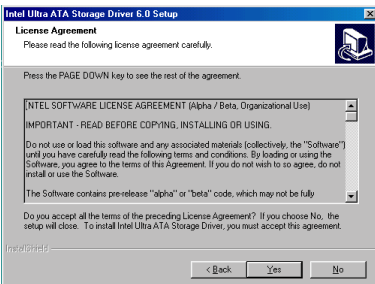 Intel Ultra ATA Storage Driver 6.0 Setup
License Agreement
Please read the following license agreement carefully.
Press the PAGE DOWN key to see the rest of the agreement.
INTEL SOFTWARE LICENSE AGREEMENT (Alpha / Beta, Organizational Use)
IMPORTANT - READ BEFORE COPYING, INSTALLING OR USING.
Do not use or load this software and any associated materials (collectively, the "Software")
until you have carefully read the following terms and conditions. By loading or using the
Software, you agree to the terms of this Agreement. If you do not wish to so agree, do not
install or use the Software.
The Software contains pre-release "alpha" or "beta" code, which may not be fully
Do you accept all the terms of the preceding License Agreement? If you choose No, the
setup will close. To install Intel Ultra ATA Storage Driver, you must accept this agreement.
InstallShield
< Back
Yes
No